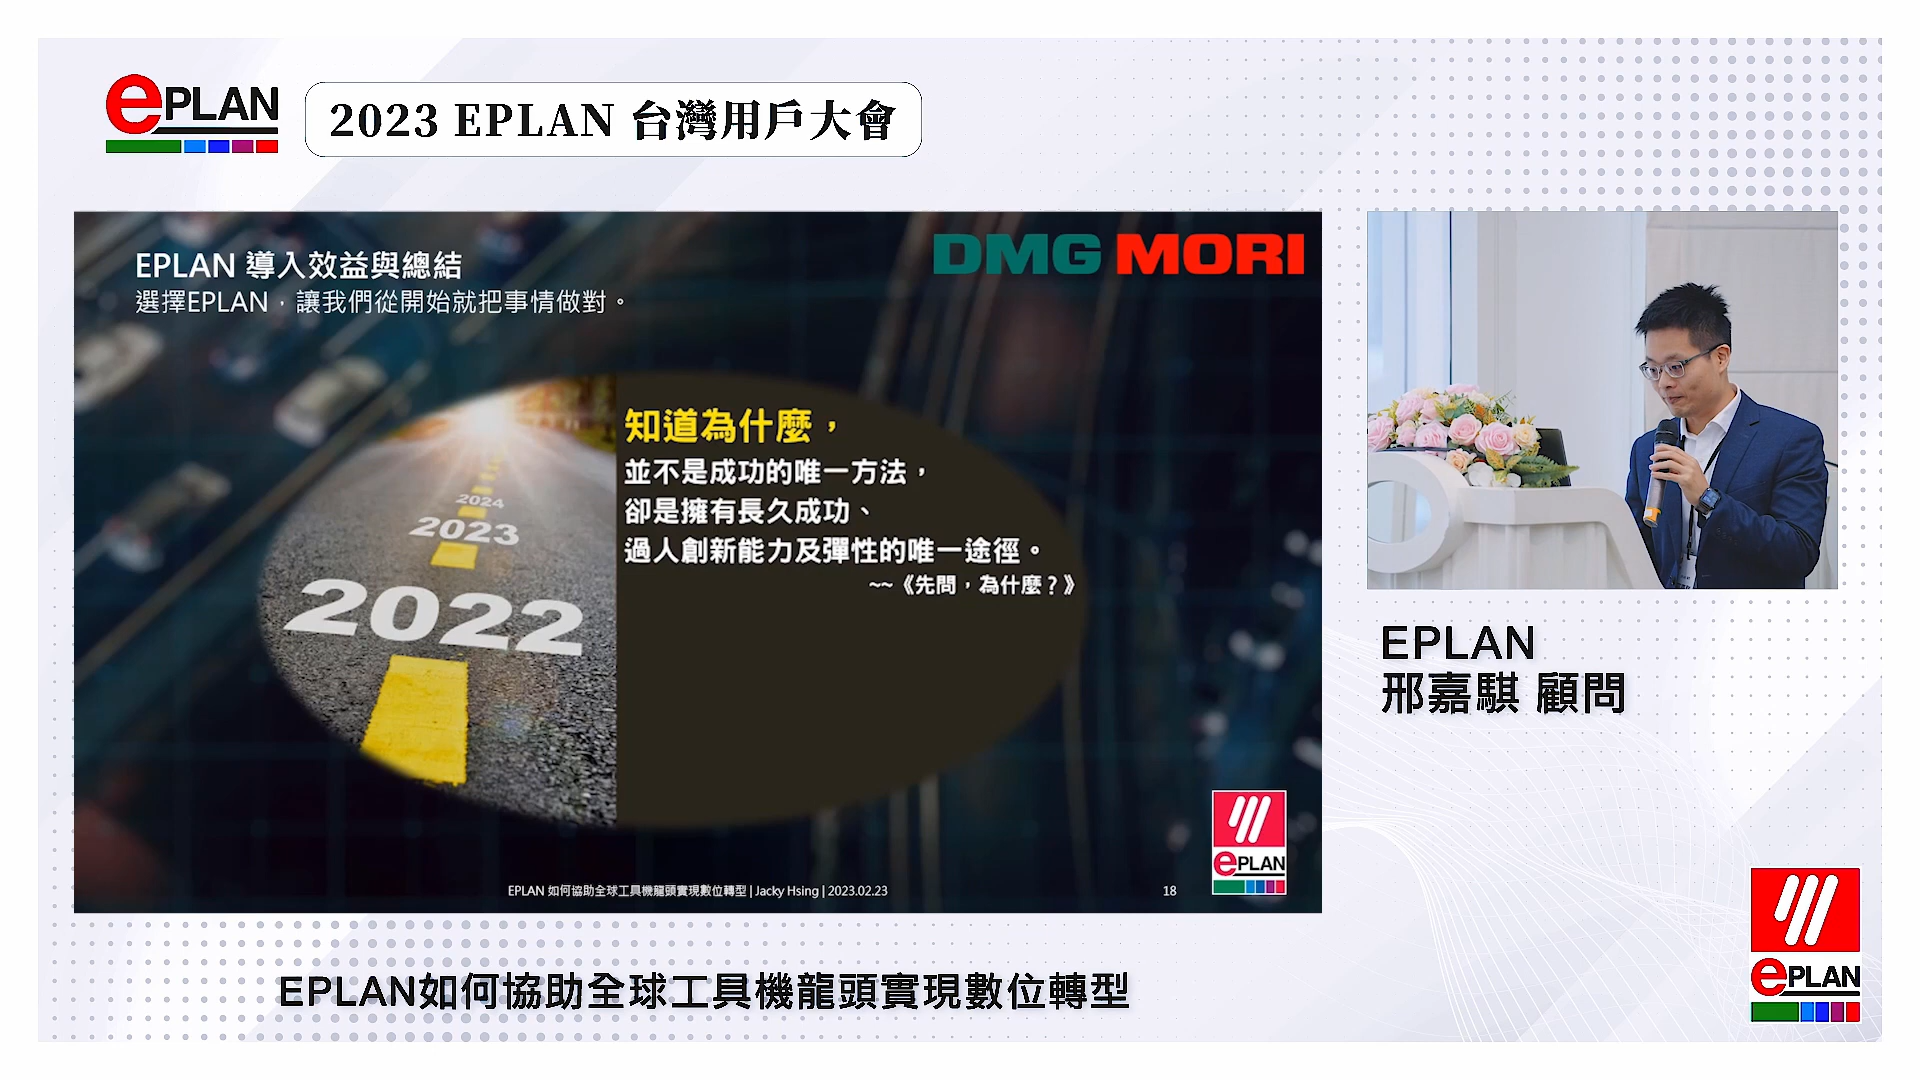 ePLAN
2023 EPLAN 台灣用戶大會
EPLAN 導入效益與總結
選擇EPLAN，讓我們從開始就把事情做對。
DMG MORI
知道為什麼，
並不是成功的唯一方法，
卻是擁有長久成功、
過人創新能力及彈性的唯一途徑。
~~《先問，為什麼？》
2024
2023
2022
ePLAN
EPLAN 如何協助全球工具機龍頭實現數位轉型 | Jacky Hsing | 2023.02.23
18
EPLAN
邢嘉騏 顧問
EPLAN如何協助全球工具機龍頭實現數位轉型
ePLAN